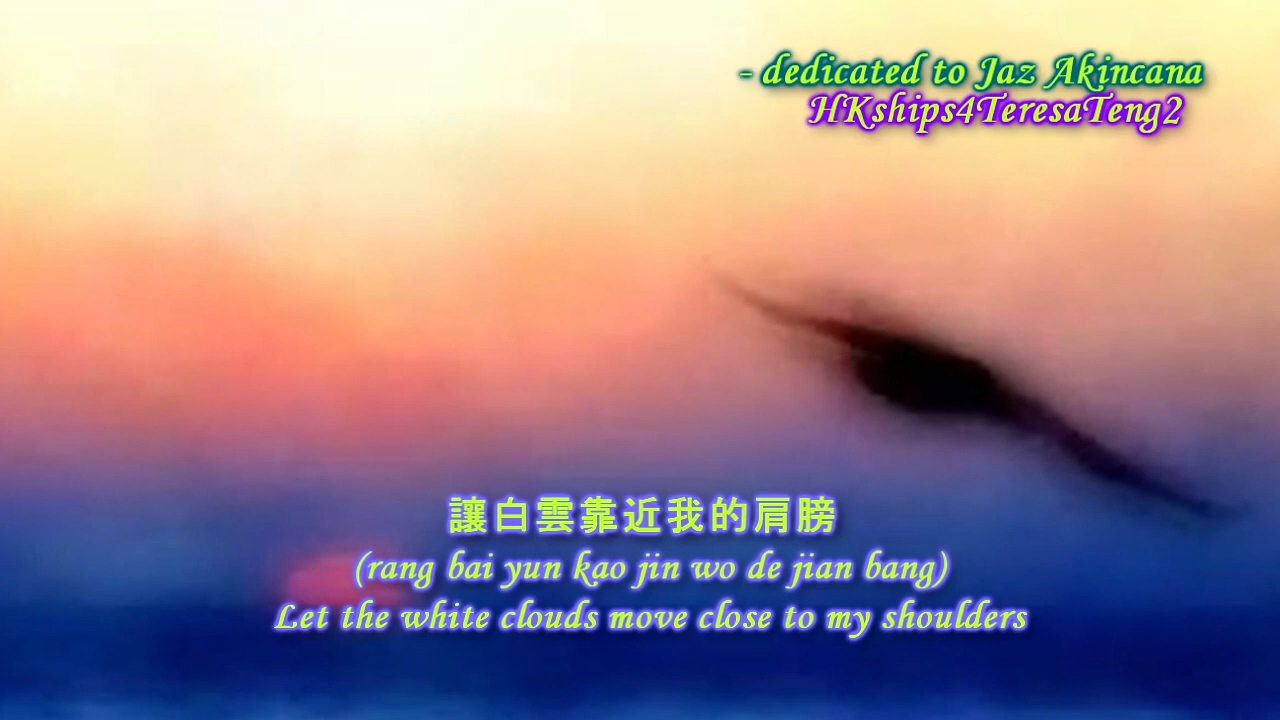 - dedicated to Jaz Akincana
HKships4TeresaTeng2
讓白雲靠近我的肩膀
(rang bai yun kao jin wo de jian bang)
Let the white clouds move close to my shoulders